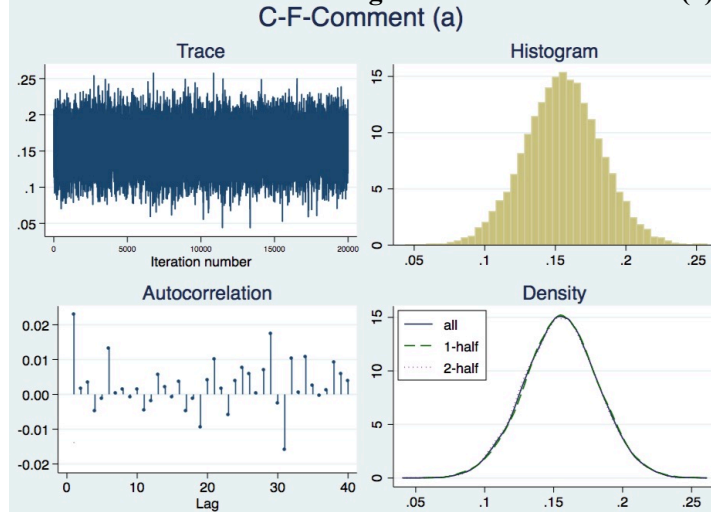 C-F-Comment (a)
Trace
.25
.2
.15
.1
.05
0 5000 10000 15000 20000
Iteration number
Histogram
15
10
5
0
.05 .1 .15 .2 .25
Autocorrelation
0.02
0.01
0.00
-0.01
-0.02
0 10 20 30 40
Lag
Density
all
1-half
2-half
15
10
5
0
.05 .1 .15 .2 .25